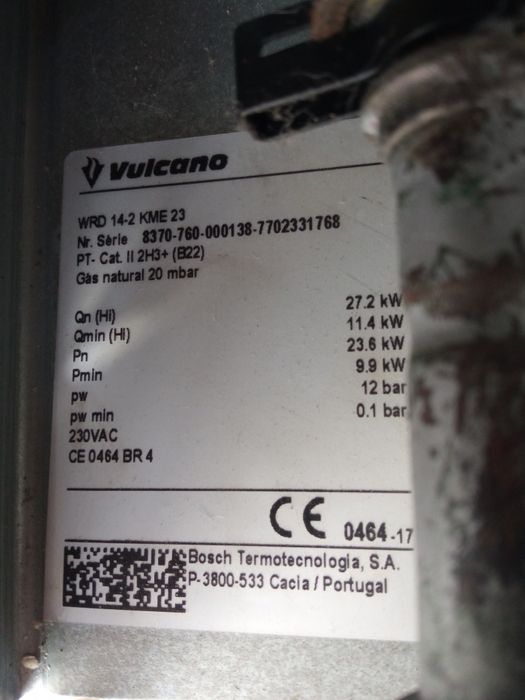 Vulcano
WRD 14-2 KME 23
Nr. Série 8370-760-000138-7702331768
PT- Cat. II 2H3+ (B22)
Gás natural 20 mbar
Qn (Hi) 27.2 kW
Qmin (Hi) 11.4 kW
Pn 23.6 kW
Pmin 9.9 kW
pw 12 bar
pw min 0.1 bar
230VAC
CE 0464 BR 4
CE 0464-17
Bosch Termotecnologia, S.A.
P-3800-533 Cacia / Portugal